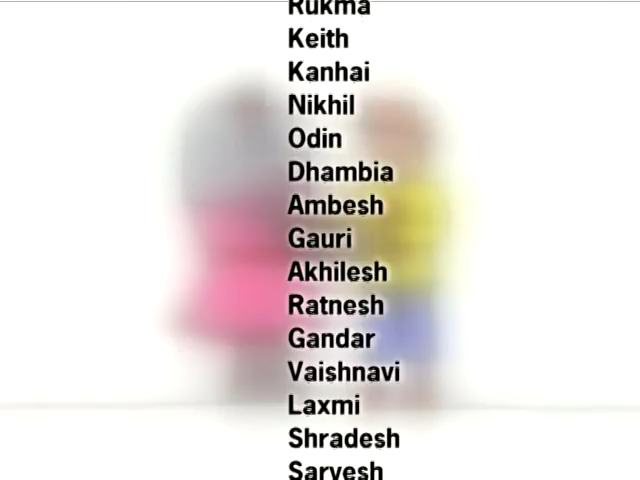 Rukma
Keith
Kanhai
Nikhil
Odin
Dhambia
Ambesh
Gauri
Akhilesh
Ratnesh
Gandar
Vaishnavi
Laxmi
Shradesh
Sarvesh